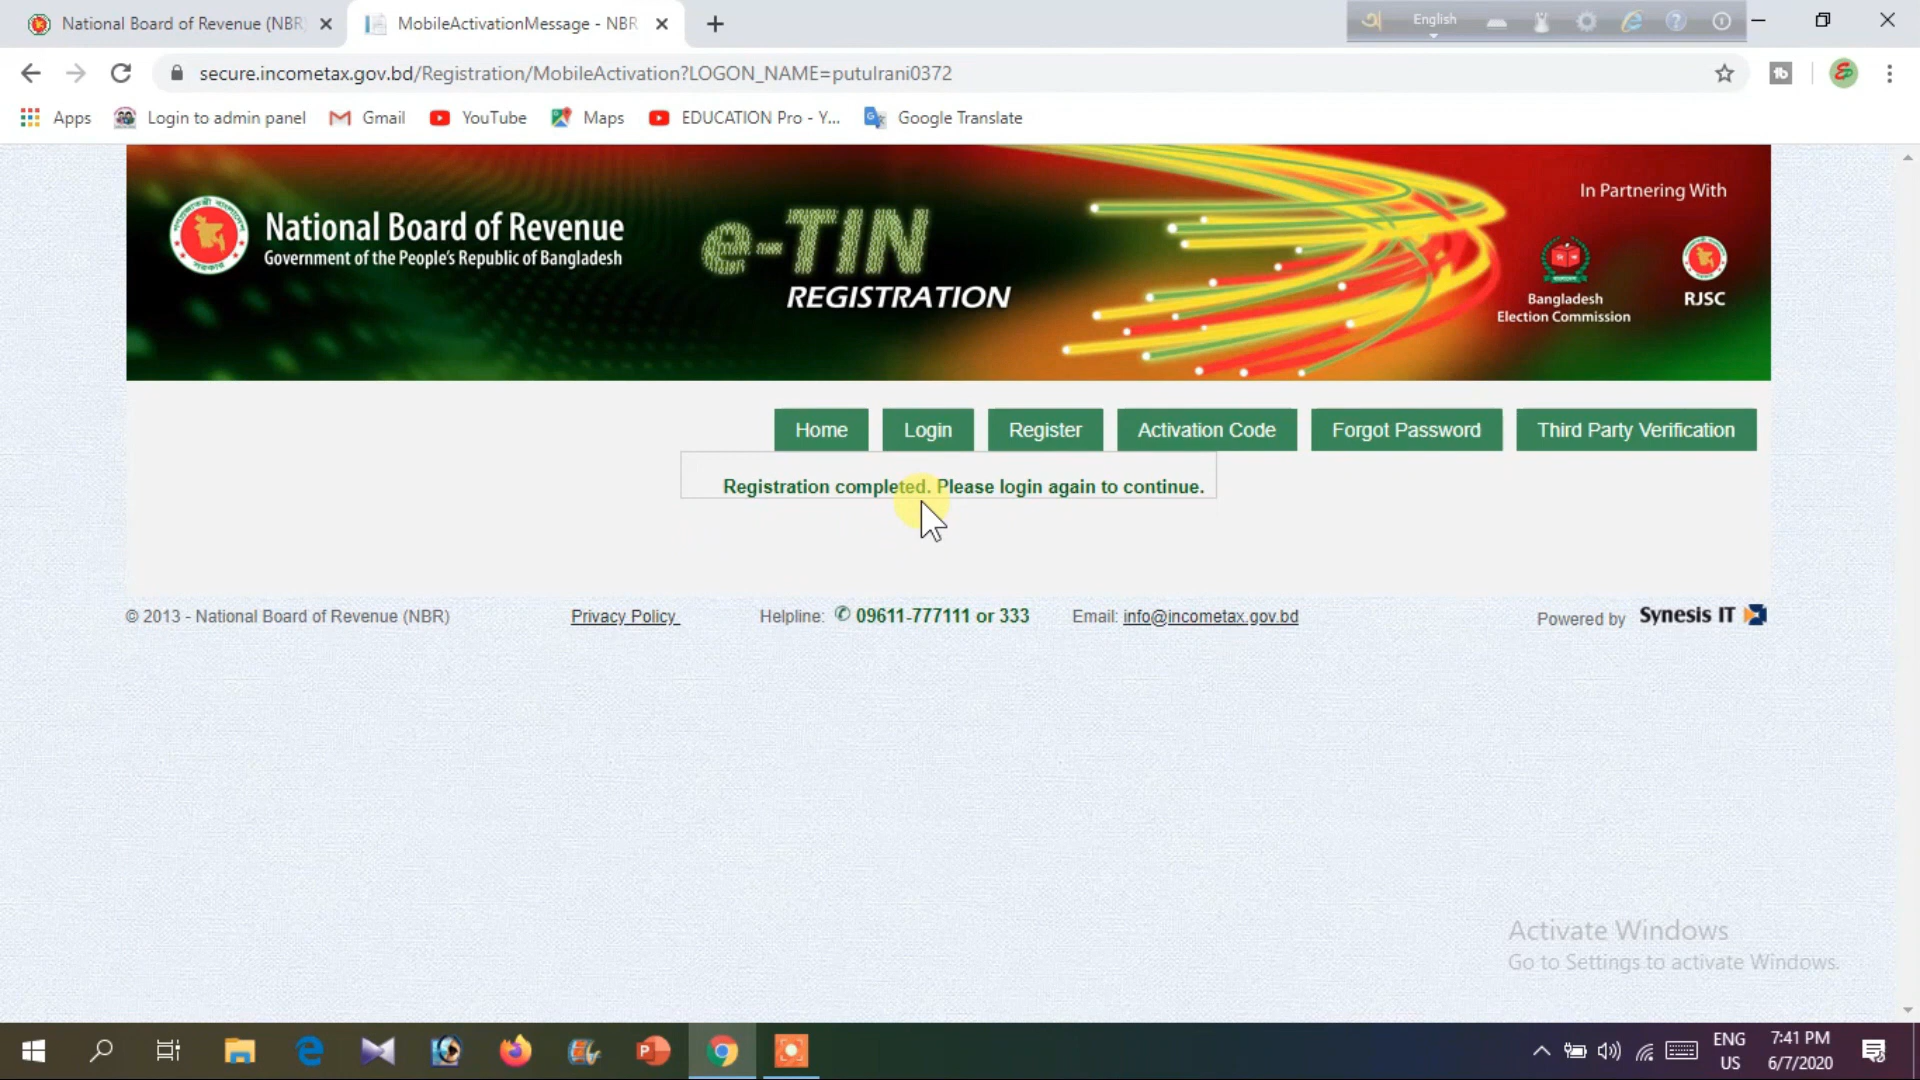 National Board of Revenue (NBR
MobileActivationMessage - NBR
English
secure.incometax.gov.bd/Registration/MobileActivation?LOGON_NAME=putulrani0372
Apps
Login to admin panel
Gmail
YouTube
Maps
EDUCATION Pro - Y...
Google Translate
National Board of Revenue
Government of the People's Republic of Bangladesh
e-TIN
REGISTRATION
In Partnering With
Bangladesh
Election Commission
RJSC
Home
Login
Register
Activation Code
Forgot Password
Third Party Verification
Registration completed. Please login again to continue.
© 2013 - National Board of Revenue (NBR)
Privacy Policy
Helpline: ✆ 09611-777111 or 333
Email: info@incometax.gov.bd
Powered by Synesis IT
Activate Windows
Go to Settings to activate Windows.
ENG
US
7:41 PM
6/7/2020